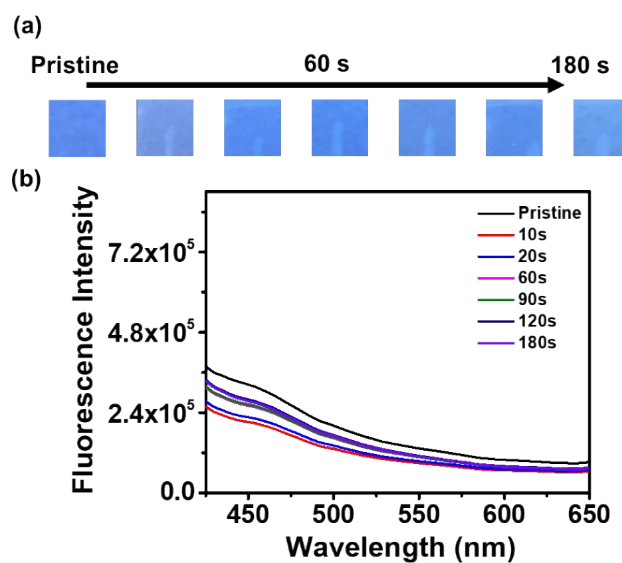 (a)
Pristine 60 s 180 s
(b)
Fluorescence Intensity
7.2x10⁵
4.8x10⁵
2.4x10⁵
0.0
Pristine
10s
20s
60s
90s
120s
180s
450 500 550 600 650
Wavelength (nm)